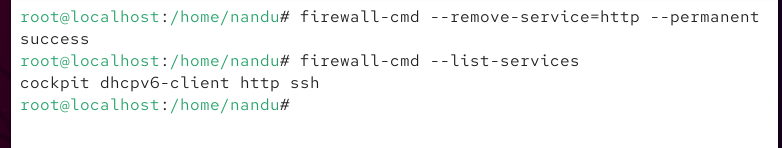 root@localhost:/home/nandu# firewall-cmd --remove-service=http --permanent
success
root@localhost:/home/nandu# firewall-cmd --list-services
cockpit dhcpv6-client http ssh
root@localhost:/home/nandu#